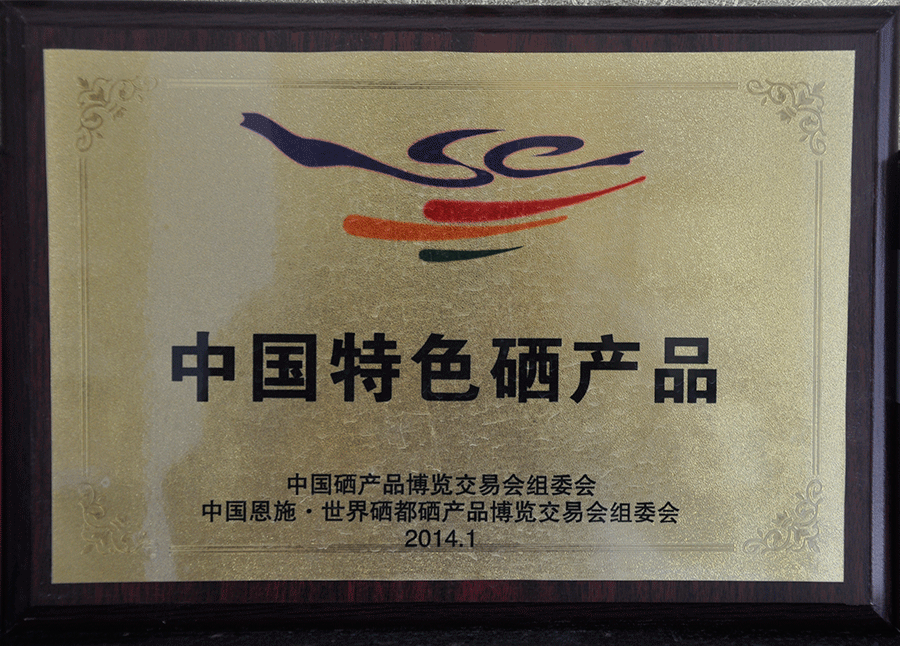 中国特色硒产品
中国硒产品博览交易会组委会
中国恩施·世界硒都硒产品博览交易会组委会
2014.1